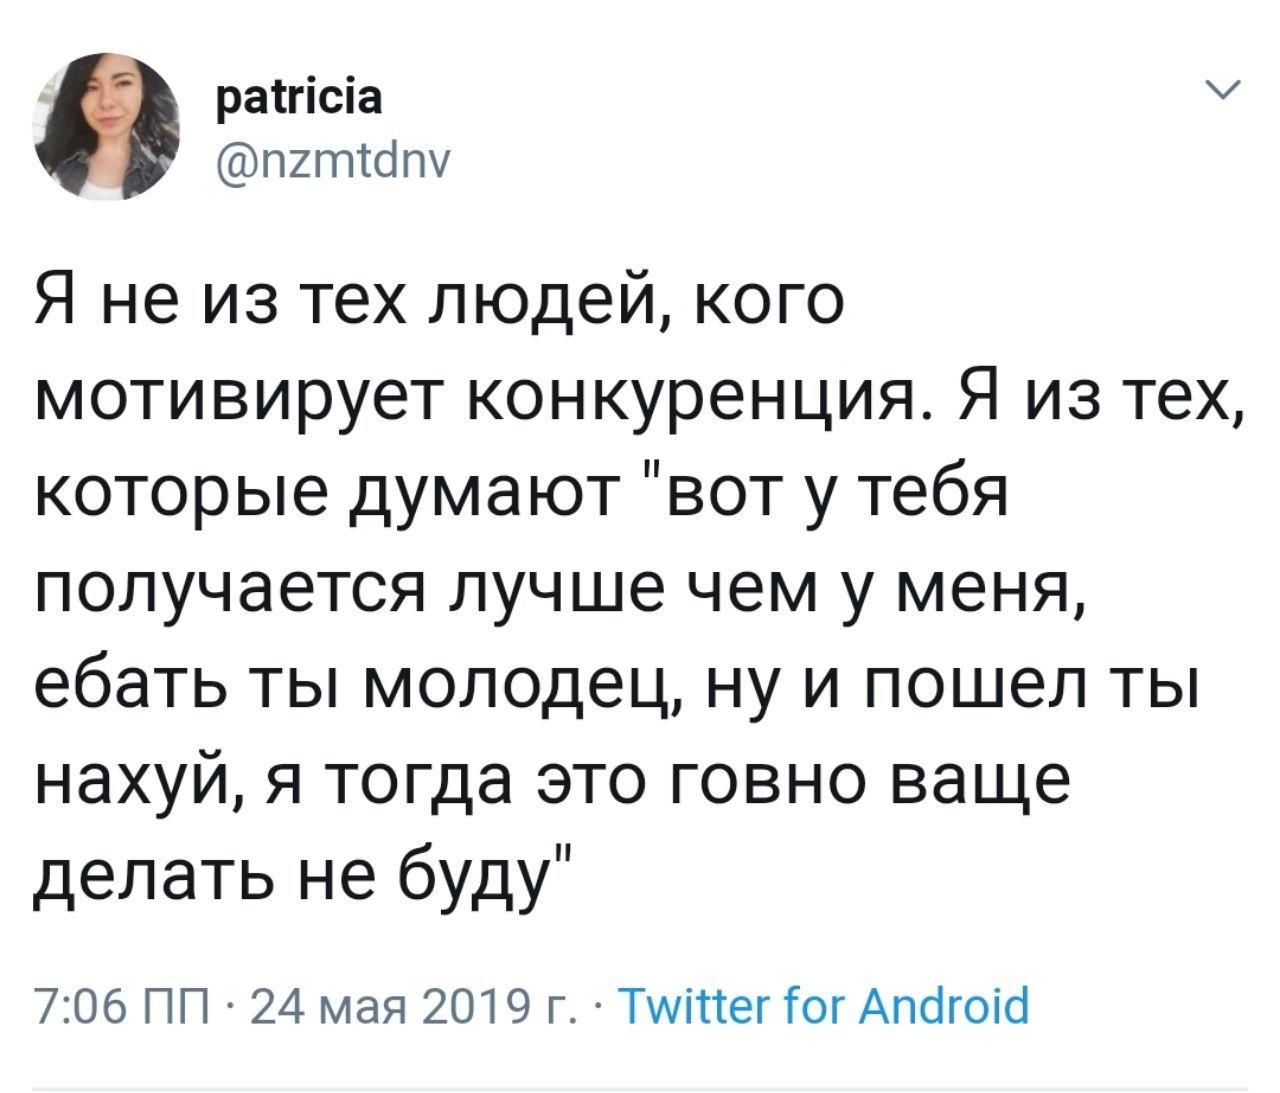 patricia
@nzmtdnv
Я не из тех людей, кого
мотивирует конкуренция. Я из тех,
которые думают "вот у тебя
получается лучше чем у меня,
ебать ты молодец, ну и пошел ты
нахуй, я тогда это говно ваще
делать не буду"
7:06 ПП · 24 мая 2019 г. · Twitter for Android